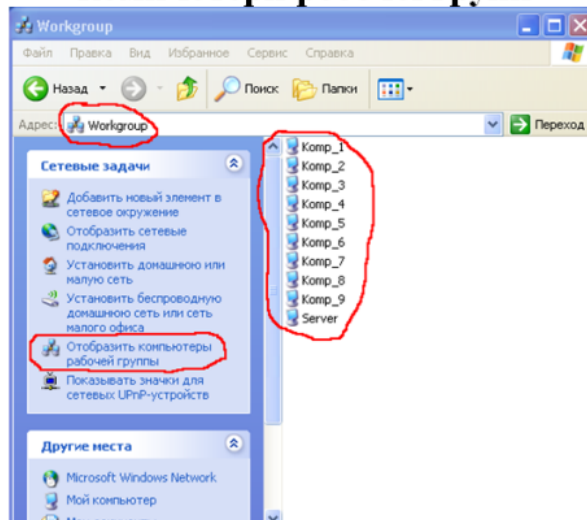 Workgroup
Файл Правка Вид Избранное Сервис Справка
Назад Поиск Папки
Адрес: Workgroup Переход
Сетевые задачи
Добавить новый элемент в
сетевое окружение
Отобразить сетевые
подключения
Установить домашнюю или
малую сеть
Установить беспроводную
домашнюю сеть или сеть
малого офиса
Отобразить компьютеры
рабочей группы
Показывать значки для
сетевых UPnP-устройств
Другие места
Microsoft Windows Network
Мой компьютер
Komp_1
Komp_2
Komp_3
Komp_4
Komp_5
Komp_6
Komp_7
Komp_8
Komp_9
Server